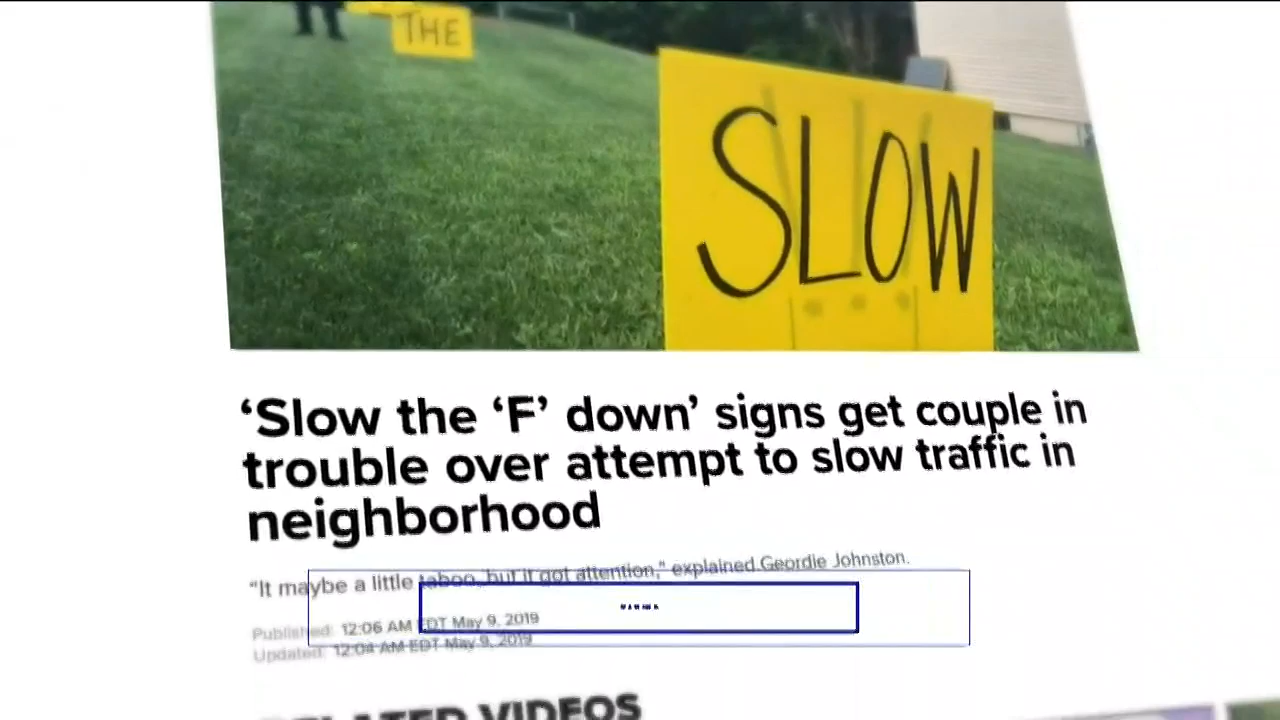 THE
SLOW
‘Slow the ‘F’ down’ signs get couple in
trouble over attempt to slow traffic in
neighborhood
“It maybe a little taboo, but it got attention,” explained Geordie Johnston.
Published: 12:06 AM EDT May 9, 2019
Updated: 12:04 AM EDT May 9, 2019
RELATED VIDEOS